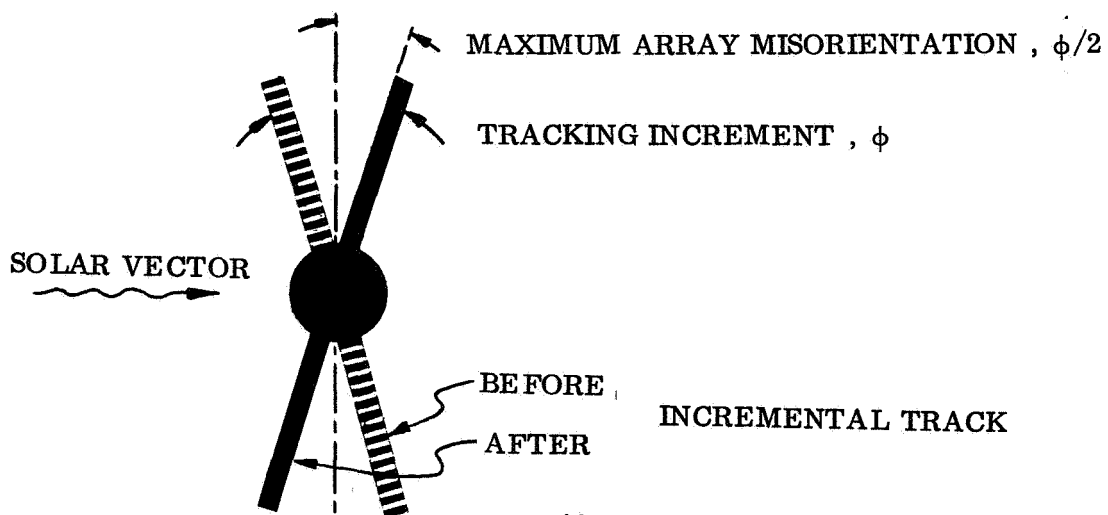 MAXIMUM ARRAY MISORIENTATION , ϕ/2
TRACKING INCREMENT , ϕ
SOLAR VECTOR
BEFORE
INCREMENTAL TRACK
AFTER